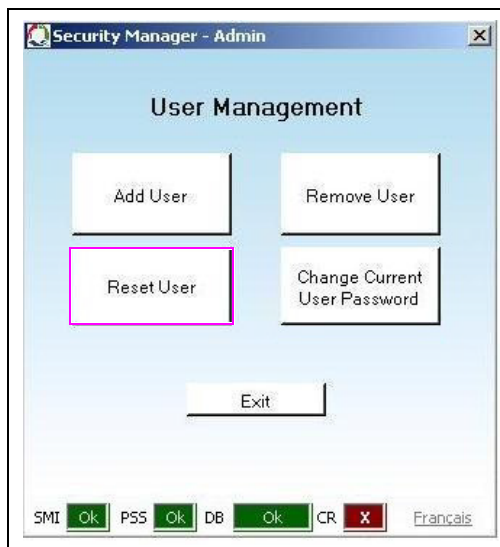 Security Manager - Admin
User Management
Add User
Remove User
Reset User
Change Current
User Password
Exit
SMI Ok PSS Ok DB Ok CR X Français